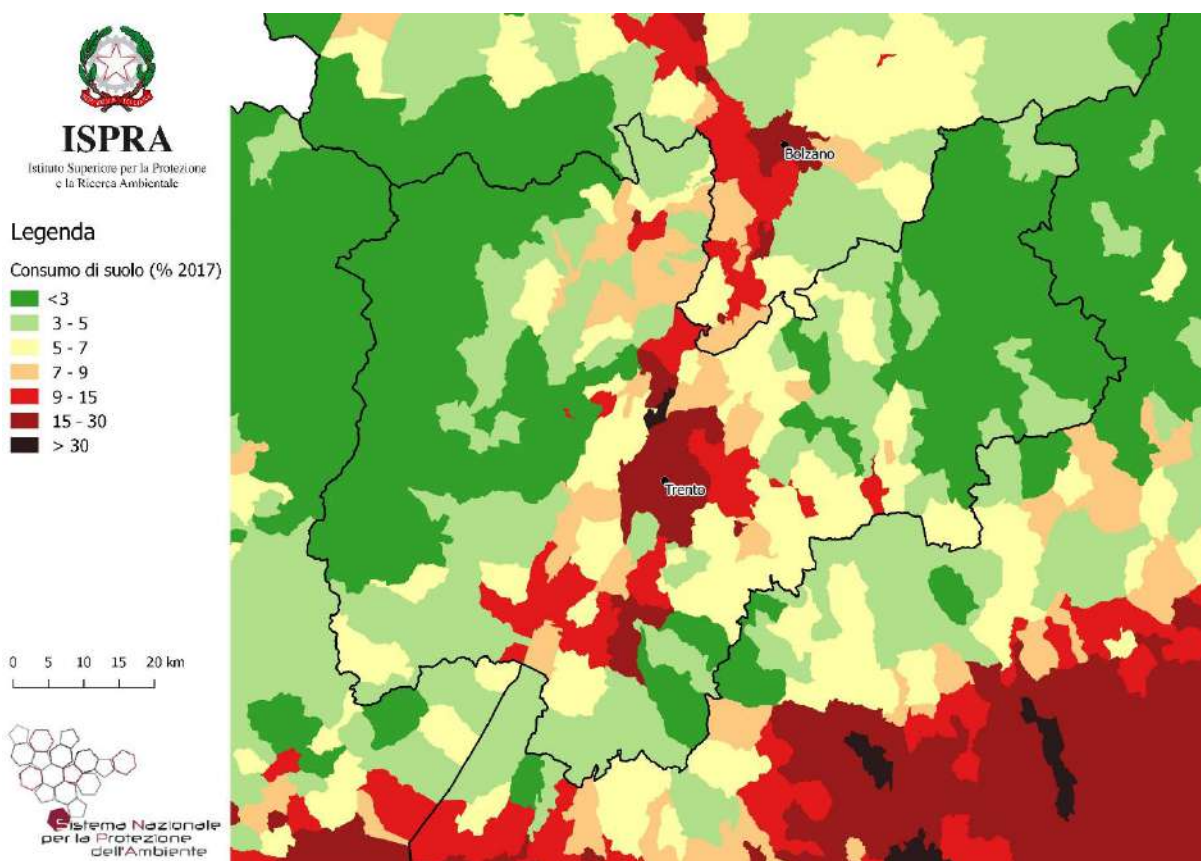 ISPRA
Istituto Superiore per la Protezione
e la Ricerca Ambientale
Legenda
Consumo di suolo (% 2017)
<3
3 - 5
5 - 7
7 - 9
9 - 15
15 - 30
> 30
0 5 10 15 20 km
Sistema Nazionale
per la Protezione
dell'Ambiente
Bolzano
Trento